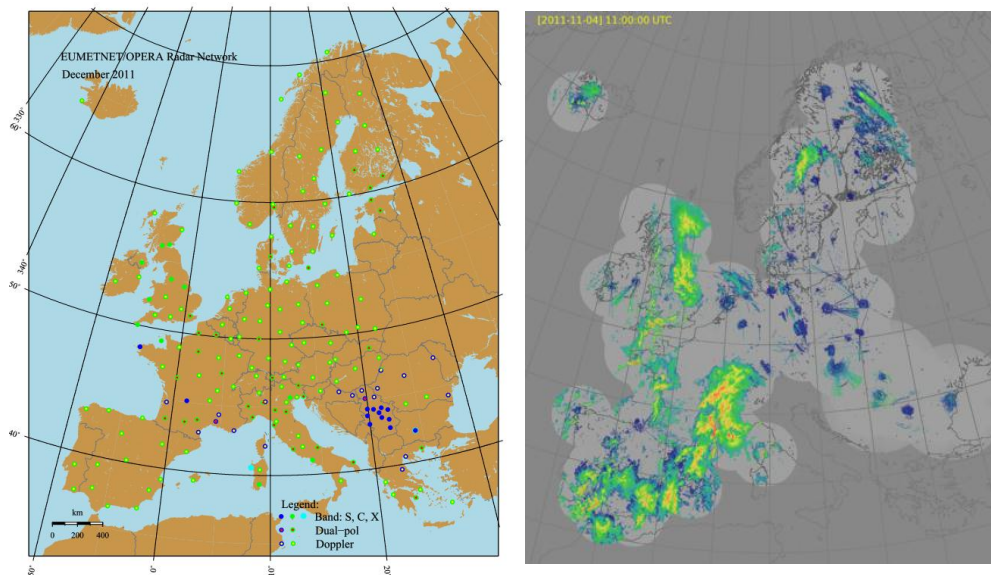 EUMETNET/OPERA Radar Network
December 2011
330°
60°
340°
50°
40°
km
0 200 400
Legend:
Band: S, C, X
Dual-pol
Doppler
0°
10°
20°
[2011-11-04] 11:00:00 UTC